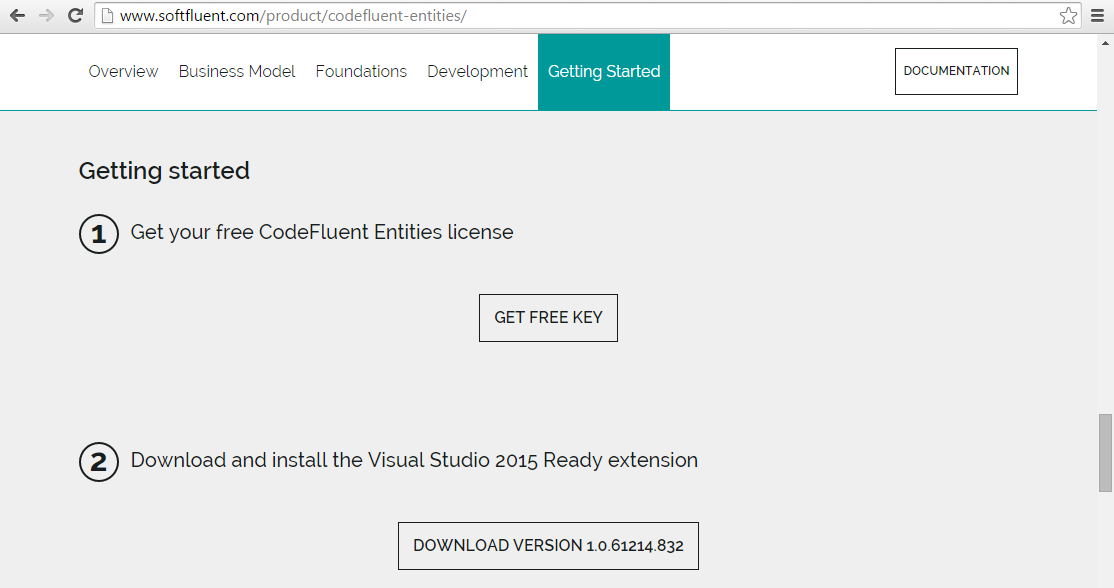 www.softfluent.com/product/codefluent-entities/
Overview Business Model Foundations Development Getting Started DOCUMENTATION
Getting started
1 Get your free CodeFluent Entities license
GET FREE KEY
2 Download and install the Visual Studio 2015 Ready extension
DOWNLOAD VERSION 1.0.61214.832